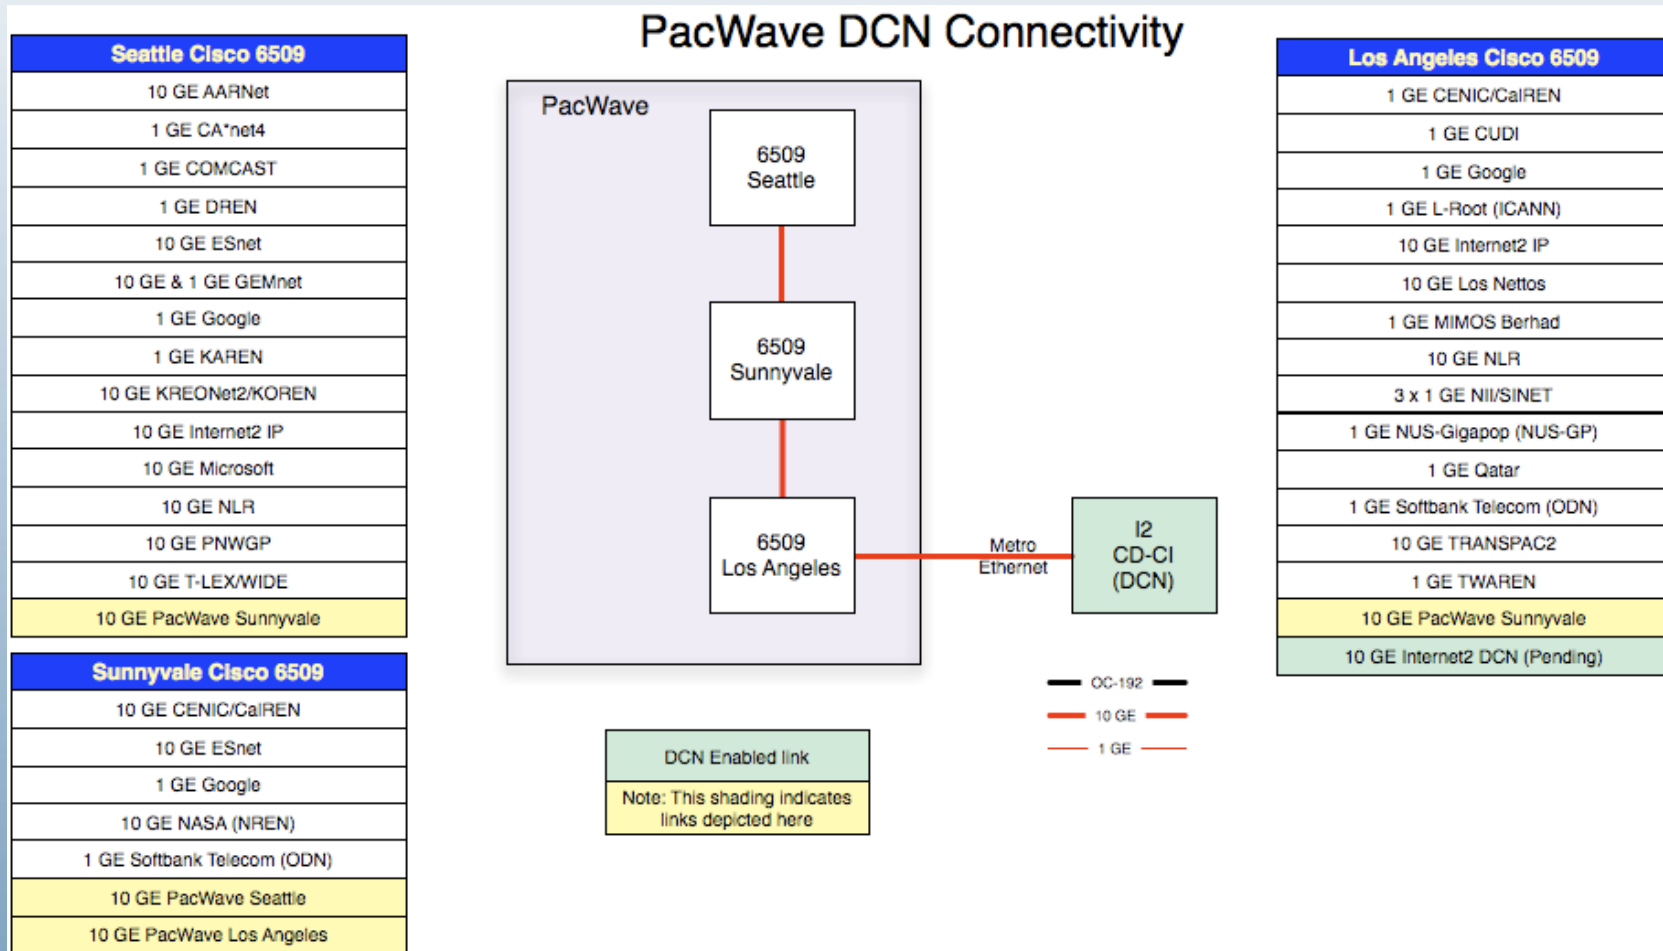 PacWave DCN Connectivity
Seattle Cisco 6509
10 GE AARNet
1 GE CA*net4
1 GE COMCAST
1 GE DREN
10 GE ESnet
10 GE & 1 GE GEMnet
1 GE Google
1 GE KAREN
10 GE KREONet2/KOREN
10 GE Internet2 IP
10 GE Microsoft
10 GE NLR
10 GE PNWGP
10 GE T-LEX/WIDE
10 GE PacWave Sunnyvale
Sunnyvale Cisco 6509
10 GE CENIC/CalREN
10 GE ESnet
1 GE Google
10 GE NASA (NREN)
1 GE Softbank Telecom (ODN)
10 GE PacWave Seattle
10 GE PacWave Los Angeles
PacWave
6509
Seattle
6509
Sunnyvale
6509
Los Angeles
Metro
Ethernet
I2
CD-CI
(DCN)
OC-192
10 GE
1 GE
DCN Enabled link
Note: This shading indicates
links depicted here
Los Angeles Cisco 6509
1 GE CENIC/CalREN
1 GE CUDI
1 GE Google
1 GE L-Root (ICANN)
10 GE Internet2 IP
10 GE Los Nettos
1 GE MIMOS Berhad
10 GE NLR
3 x 1 GE NII/SINET
1 GE NUS-Gigapop (NUS-GP)
1 GE Qatar
1 GE Softbank Telecom (ODN)
10 GE TRANSPAC2
1 GE TWAREN
10 GE PacWave Sunnyvale
10 GE Internet2 DCN (Pending)